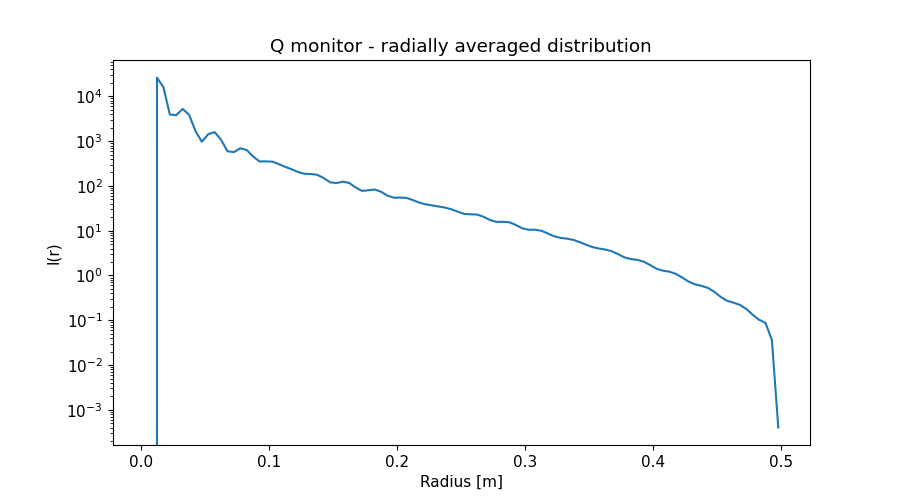 Q monitor - radially averaged distribution
I(r)
10⁴
10³
10²
10¹
10⁰
10⁻¹
10⁻²
10⁻³
0.0 0.1 0.2 0.3 0.4 0.5
Radius [m]